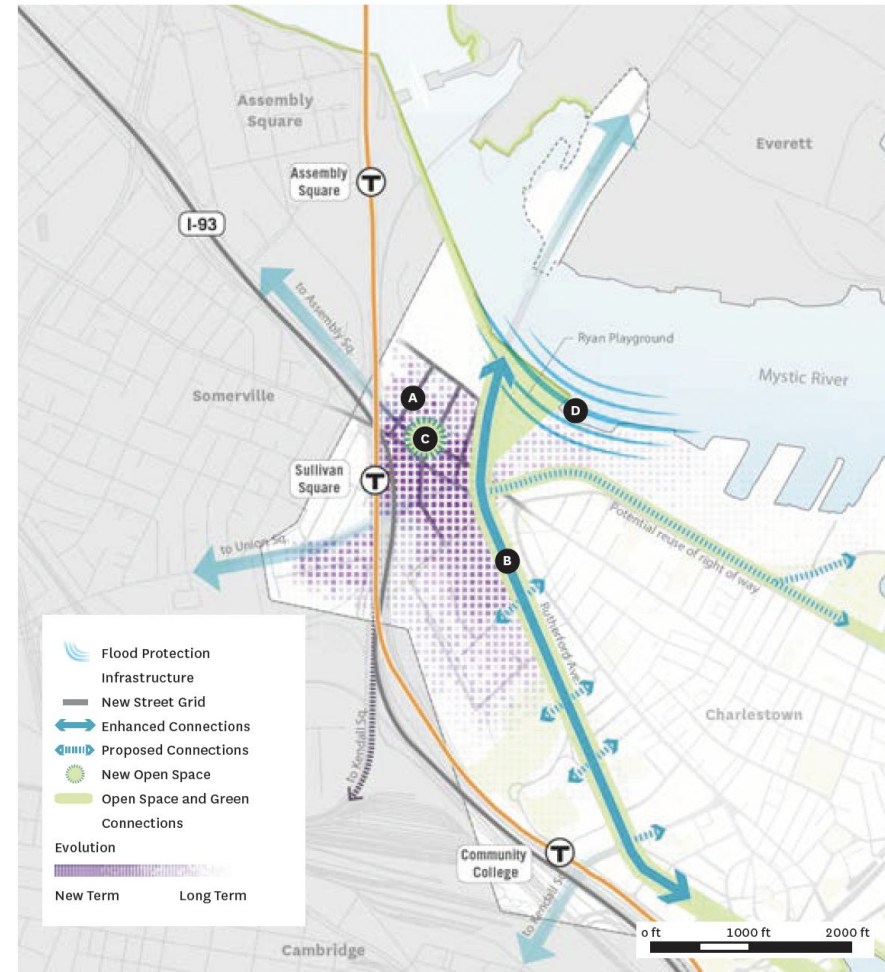 Assembly
Square
Everett
Assembly
Square
T
I-93
to Assembly Sq.
Ryan Playground
Mystic River
Somerville
A
D
C
Sullivan
Square
T
to Union Sq.
Potential reuse of right of way
B
Rutherford Ave.
Flood Protection
Infrastructure
New Street Grid
Enhanced Connections
Proposed Connections
New Open Space
Open Space and Green
Connections
Evolution
New Term Long Term
to Kendall Sq.
Charlestown
Community
College
T
to Kendall Sq.
0 ft 1000 ft 2000 ft
Cambridge